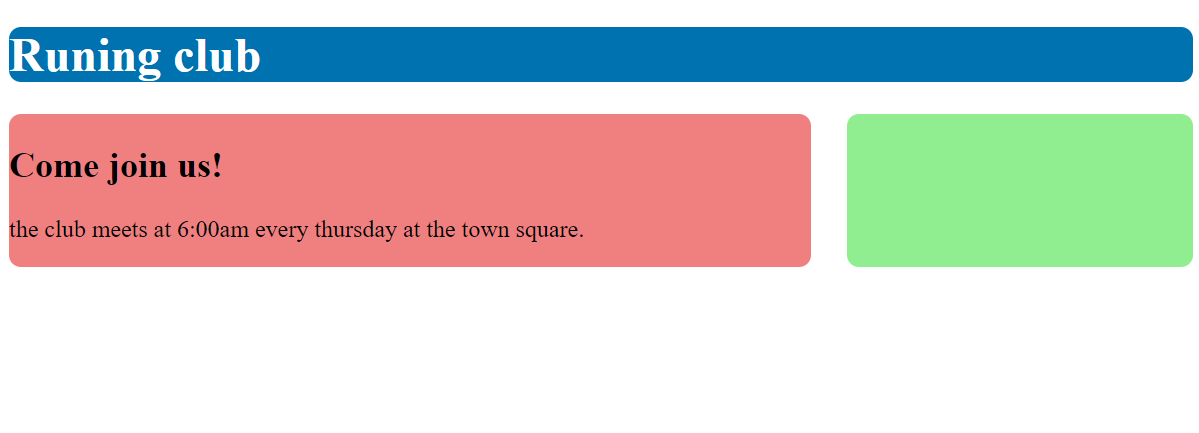 Runing club
Come join us!
the club meets at 6:00am every thursday at the town square.